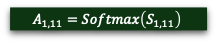 A₁,₁₁ = Softmax(S₁,₁₁)